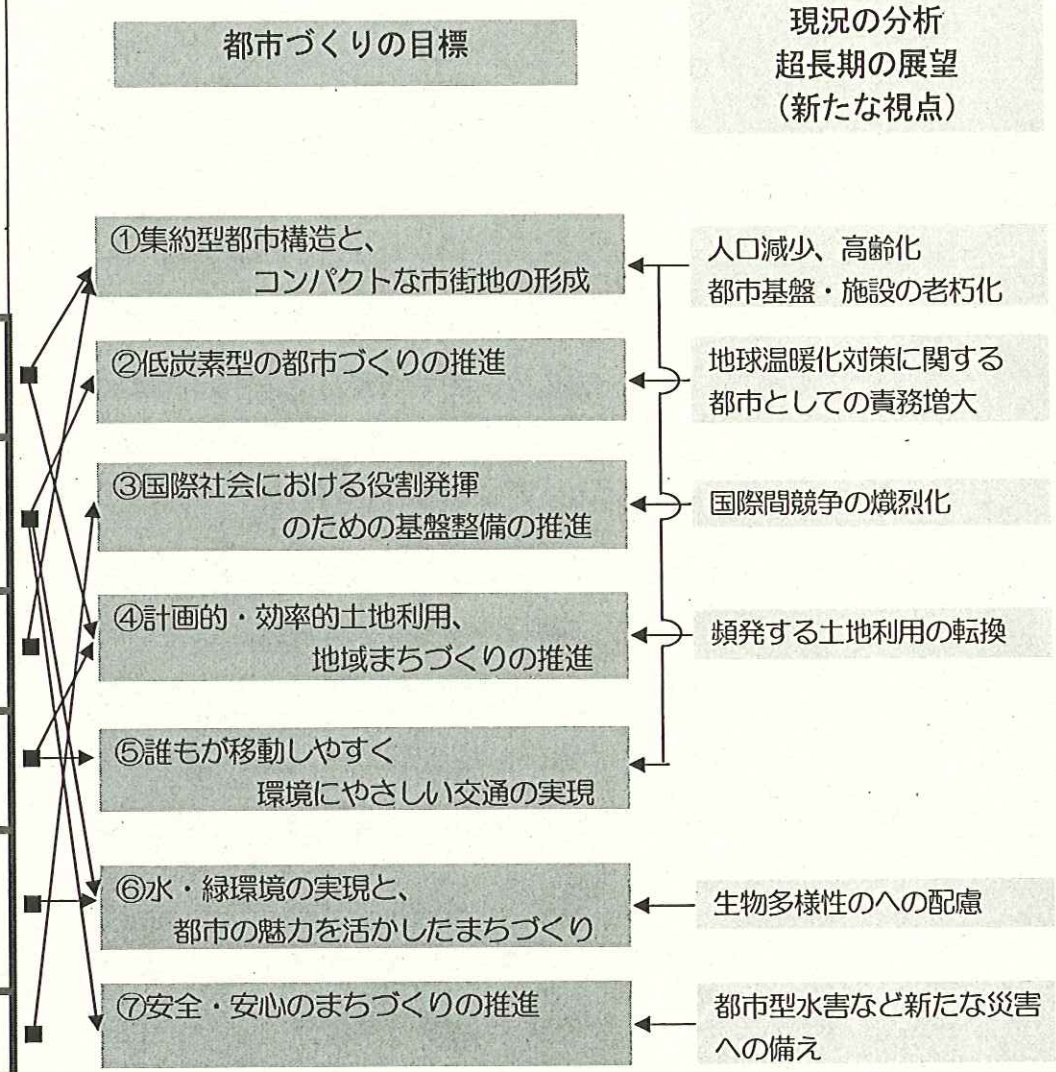 都市づくりの目標
現況の分析
超長期の展望
(新たな視点)
①集約型都市構造と、
コンパクトな市街地の形成
人口減少、高齢化
都市基盤・施設の老朽化
②低炭素型の都市づくりの推進
地球温暖化対策に関する
都市としての責務増大
③国際社会における役割発揮
のための基盤整備の推進
国際間競争の熾烈化
④計画的・効率的土地利用、
地域まちづくりの推進
頻発する土地利用の転換
⑤誰もが移動しやすく
環境にやさしい交通の実現
⑥水・緑環境の実現と、
都市の魅力を活かしたまちづくり
生物多様性のへの配慮
⑦安全・安心のまちづくりの推進
都市型水害など新たな災害
への備え